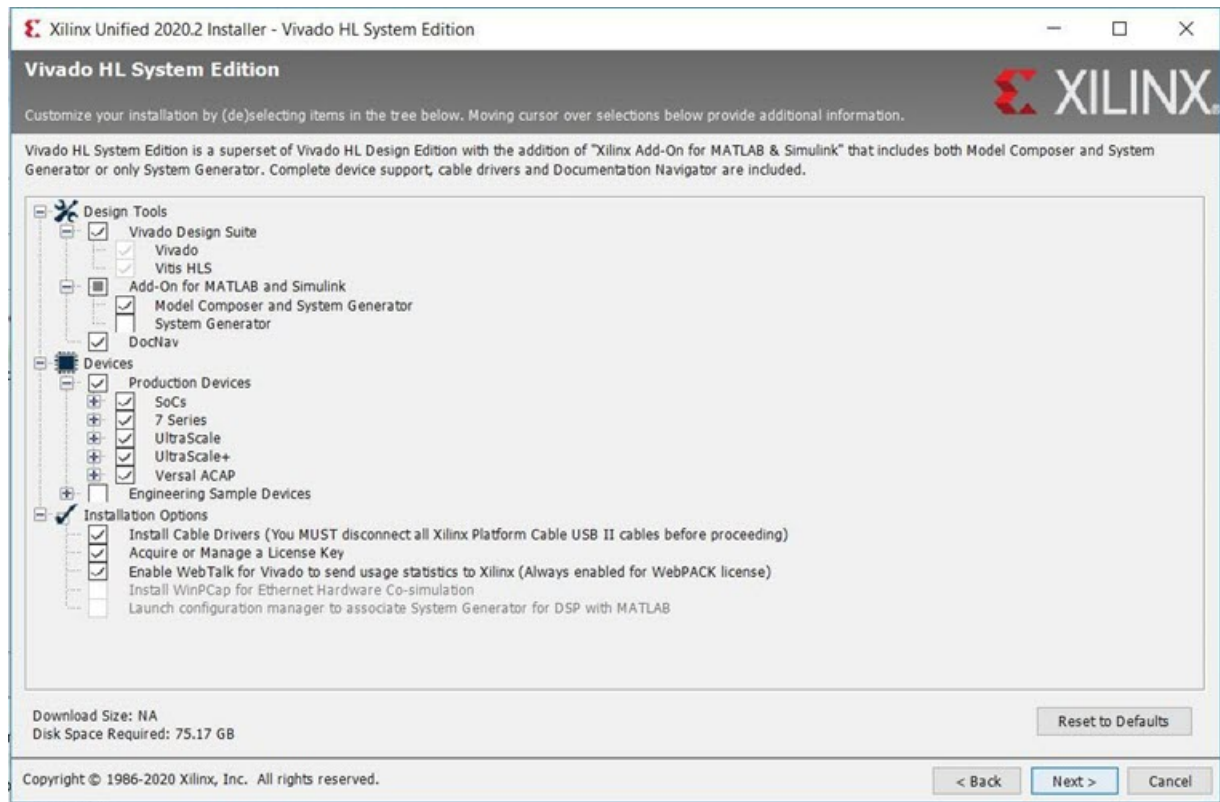 Xilinx Unified 2020.2 Installer - Vivado HL System Edition
Vivado HL System Edition
XILINX
Customize your installation by (de)selecting items in the tree below. Moving cursor over selections below provide additional information.
Vivado HL System Edition is a superset of Vivado HL Design Edition with the addition of "Xilinx Add-On for MATLAB & Simulink" that includes both Model Composer and System
Generator or only System Generator. Complete device support, cable drivers and Documentation Navigator are included.
Design Tools
Vivado Design Suite
Vivado
Vitis HLS
Add-On for MATLAB and Simulink
Model Composer and System Generator
System Generator
DocNav
Devices
Production Devices
SoCs
7 Series
UltraScale
UltraScale+
Versal ACAP
Engineering Sample Devices
Installation Options
Install Cable Drivers (You MUST disconnect all Xilinx Platform Cable USB II cables before proceeding)
Acquire or Manage a License Key
Enable WebTalk for Vivado to send usage statistics to Xilinx (Always enabled for WebPACK license)
Install WinPCap for Ethernet Hardware Co-simulation
Launch configuration manager to associate System Generator for DSP with MATLAB
Download Size: NA
Disk Space Required: 75.17 GB
Reset to Defaults
Copyright © 1986-2020 Xilinx, Inc. All rights reserved.
< Back
Next >
Cancel